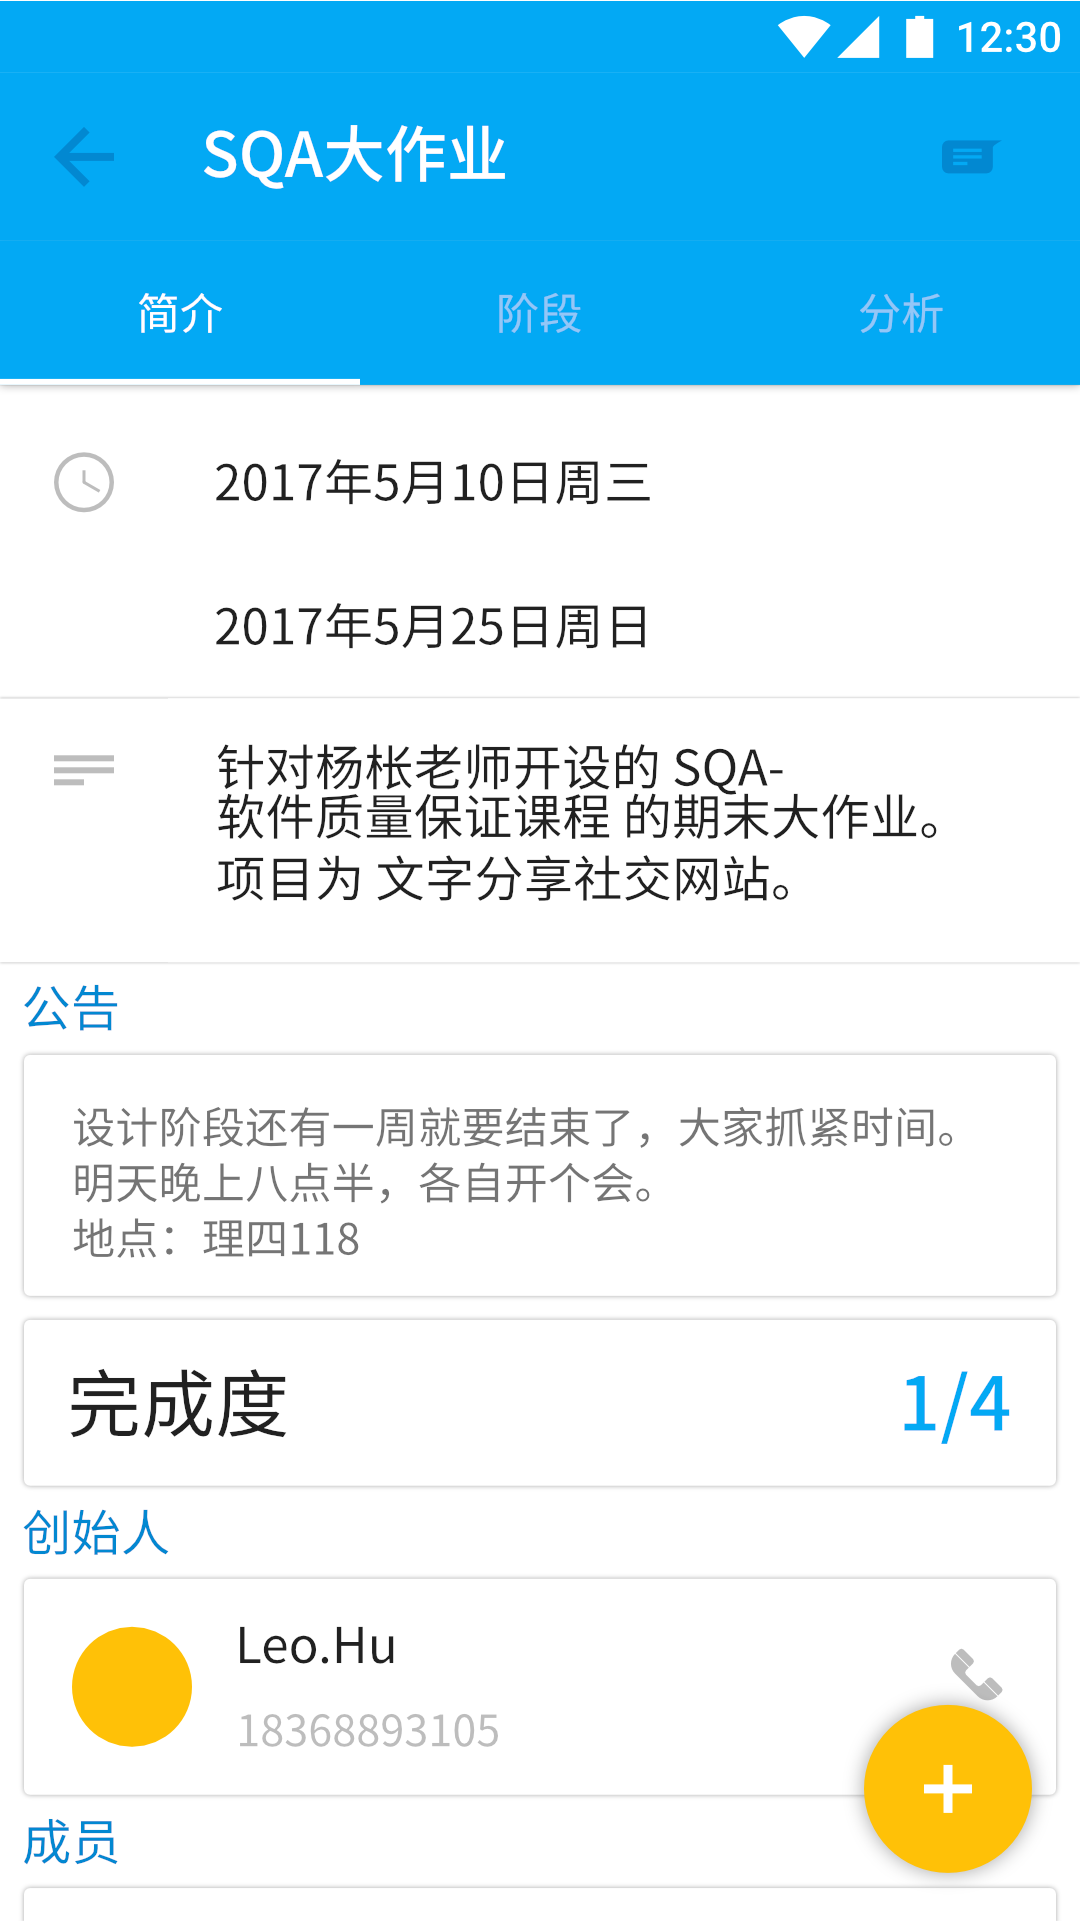 12:30
SQA大作业
简介
阶段
分析
2017年5月10日周三
2017年5月25日周日
针对杨枨老师开设的 SQA-
软件质量保证课程 的期末大作业。
项目为 文字分享社交网站。
公告
设计阶段还有一周就要结束了，大家抓紧时间。
明天晚上八点半，各自开个会。
地点：理四118
完成度
1/4
创始人
Leo.Hu
18368893105
成员